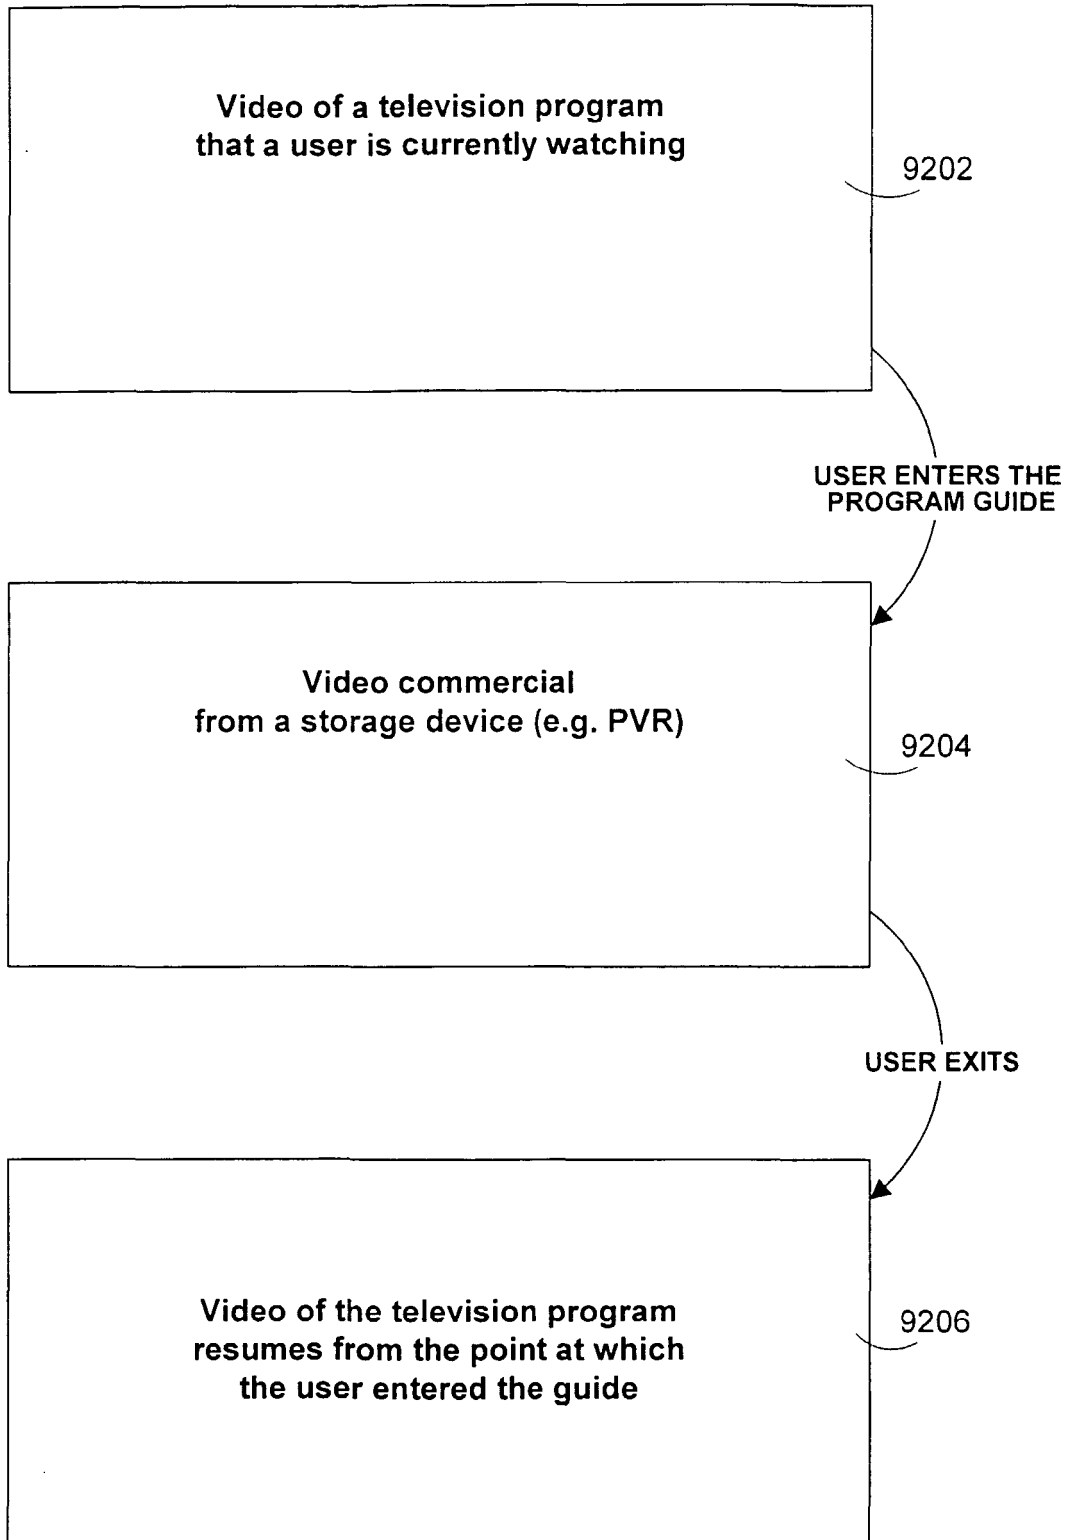 Video of a television program
that a user is currently watching
9202
USER ENTERS THE
PROGRAM GUIDE
Video commercial
from a storage device (e.g. PVR)
9204
USER EXITS
Video of the television program
resumes from the point at which
the user entered the guide
9206